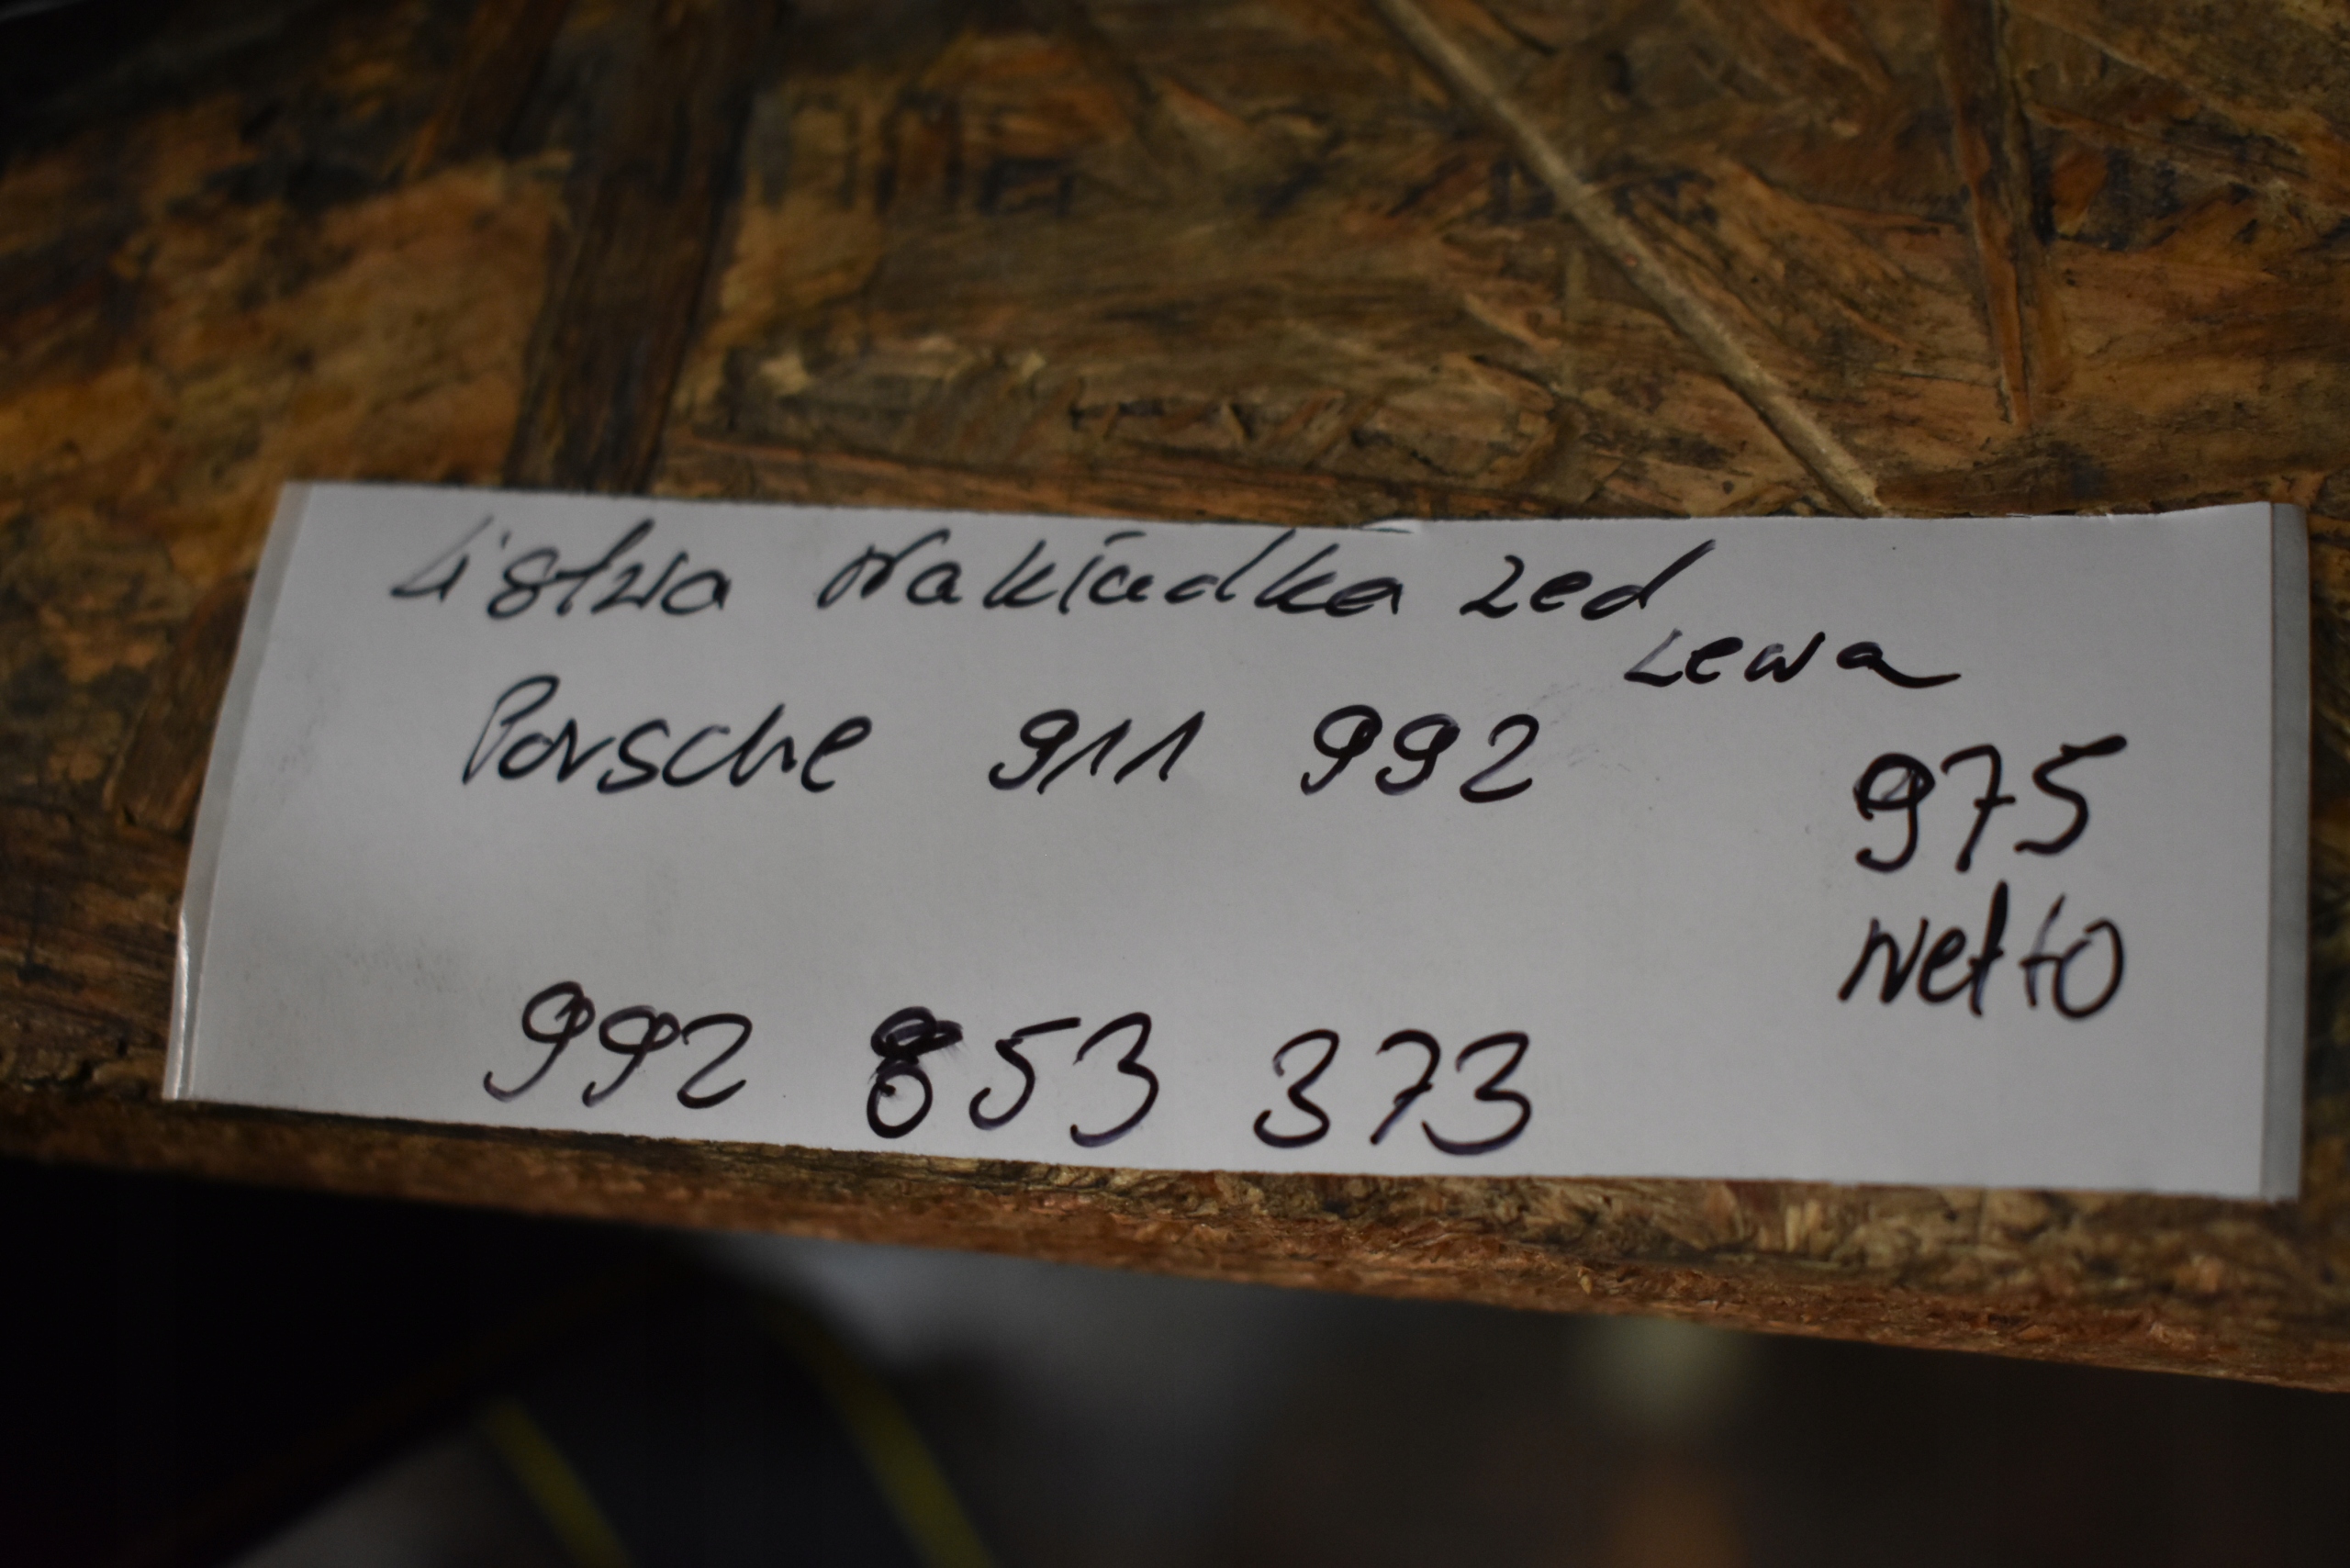 Listwa Nakładka Zed
Lewa
Porsche 911 992
975
netto
992 853 373